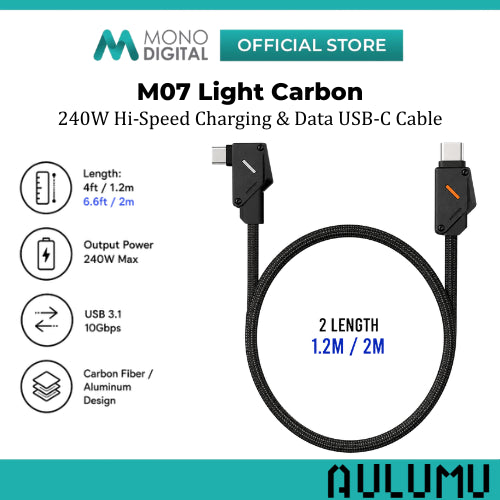 MONO
DIGITAL
OFFICIAL STORE
M07 Light Carbon
240W Hi-Speed Charging & Data USB-C Cable
Length:
4ft / 1.2m
6.6ft / 2m
Output Power
240W Max
USB 3.1
10Gbps
Carbon Fiber /
Aluminum
Design
2 LENGTH
1.2M / 2M
AULUMU